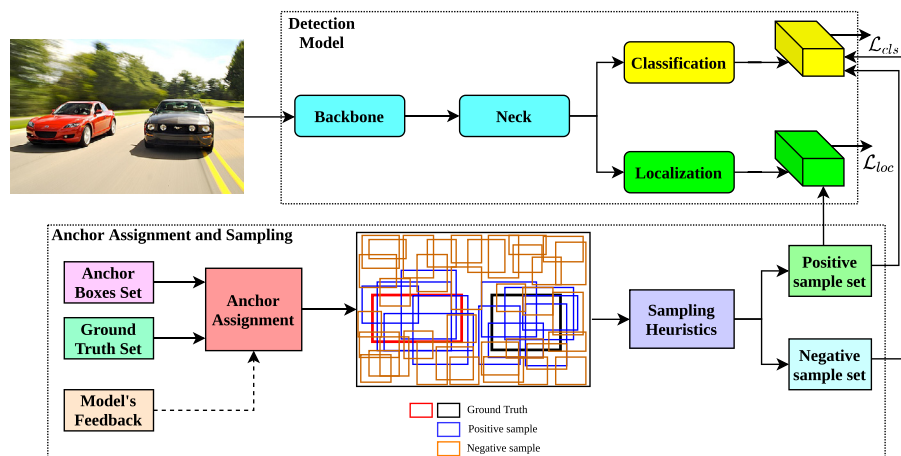 Detection
Model
Backbone
Neck
Classification
Localization
ℒcls
ℒloc
Anchor Assignment and Sampling
Anchor
Boxes Set
Ground
Truth Set
Model's
Feedback
Anchor
Assignment
Sampling
Heuristics
Positive
sample set
Negative
sample set
Ground Truth
Positive sample
Negative sample